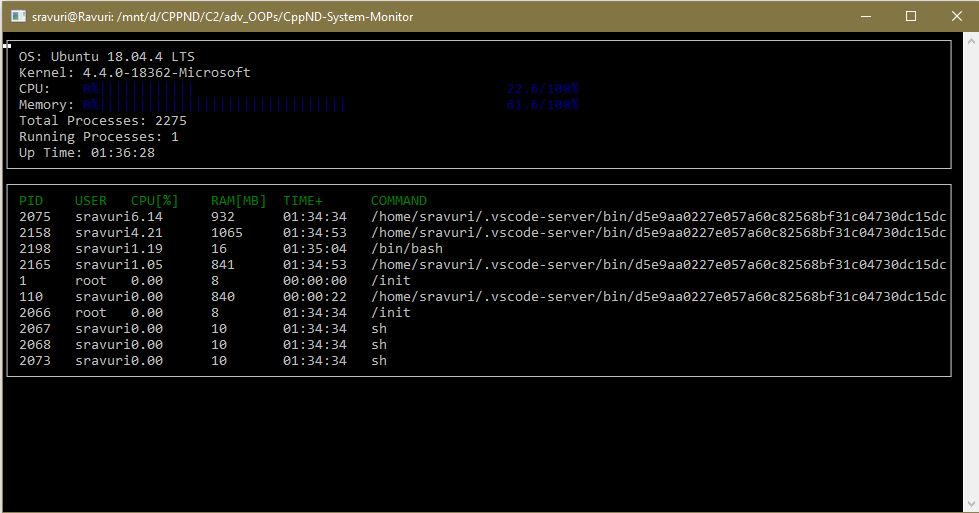 sravuri@Ravuri: /mnt/d/CPPND/C2/adv_OOPs/CppND-System-Monitor
OS: Ubuntu 18.04.4 LTS
Kernel: 4.4.0-18362-Microsoft
CPU: 0%|||||||||||| 22.6/100%
Memory: 0%||||||||||||||||||||||||||||||| 61.6/100%
Total Processes: 2275
Running Processes: 1
Up Time: 01:36:28
PID USER CPU[%] RAM[MB] TIME+ COMMAND
2075 sravuri6.14 932 01:34:34 /home/sravuri/.vscode-server/bin/d5e9aa0227e057a60c82568bf31c04730dc15dc
2158 sravuri4.21 1065 01:34:53 /home/sravuri/.vscode-server/bin/d5e9aa0227e057a60c82568bf31c04730dc15dc
2198 sravuri1.19 16 01:35:04 /bin/bash
2165 sravuri1.05 841 01:34:53 /home/sravuri/.vscode-server/bin/d5e9aa0227e057a60c82568bf31c04730dc15dc
1 root 0.00 8 00:00:00 /init
110 sravuri0.00 840 00:00:22 /home/sravuri/.vscode-server/bin/d5e9aa0227e057a60c82568bf31c04730dc15dc
2066 root 0.00 8 01:34:34 /init
2067 sravuri0.00 10 01:34:34 sh
2068 sravuri0.00 10 01:34:34 sh
2073 sravuri0.00 10 01:34:34 sh